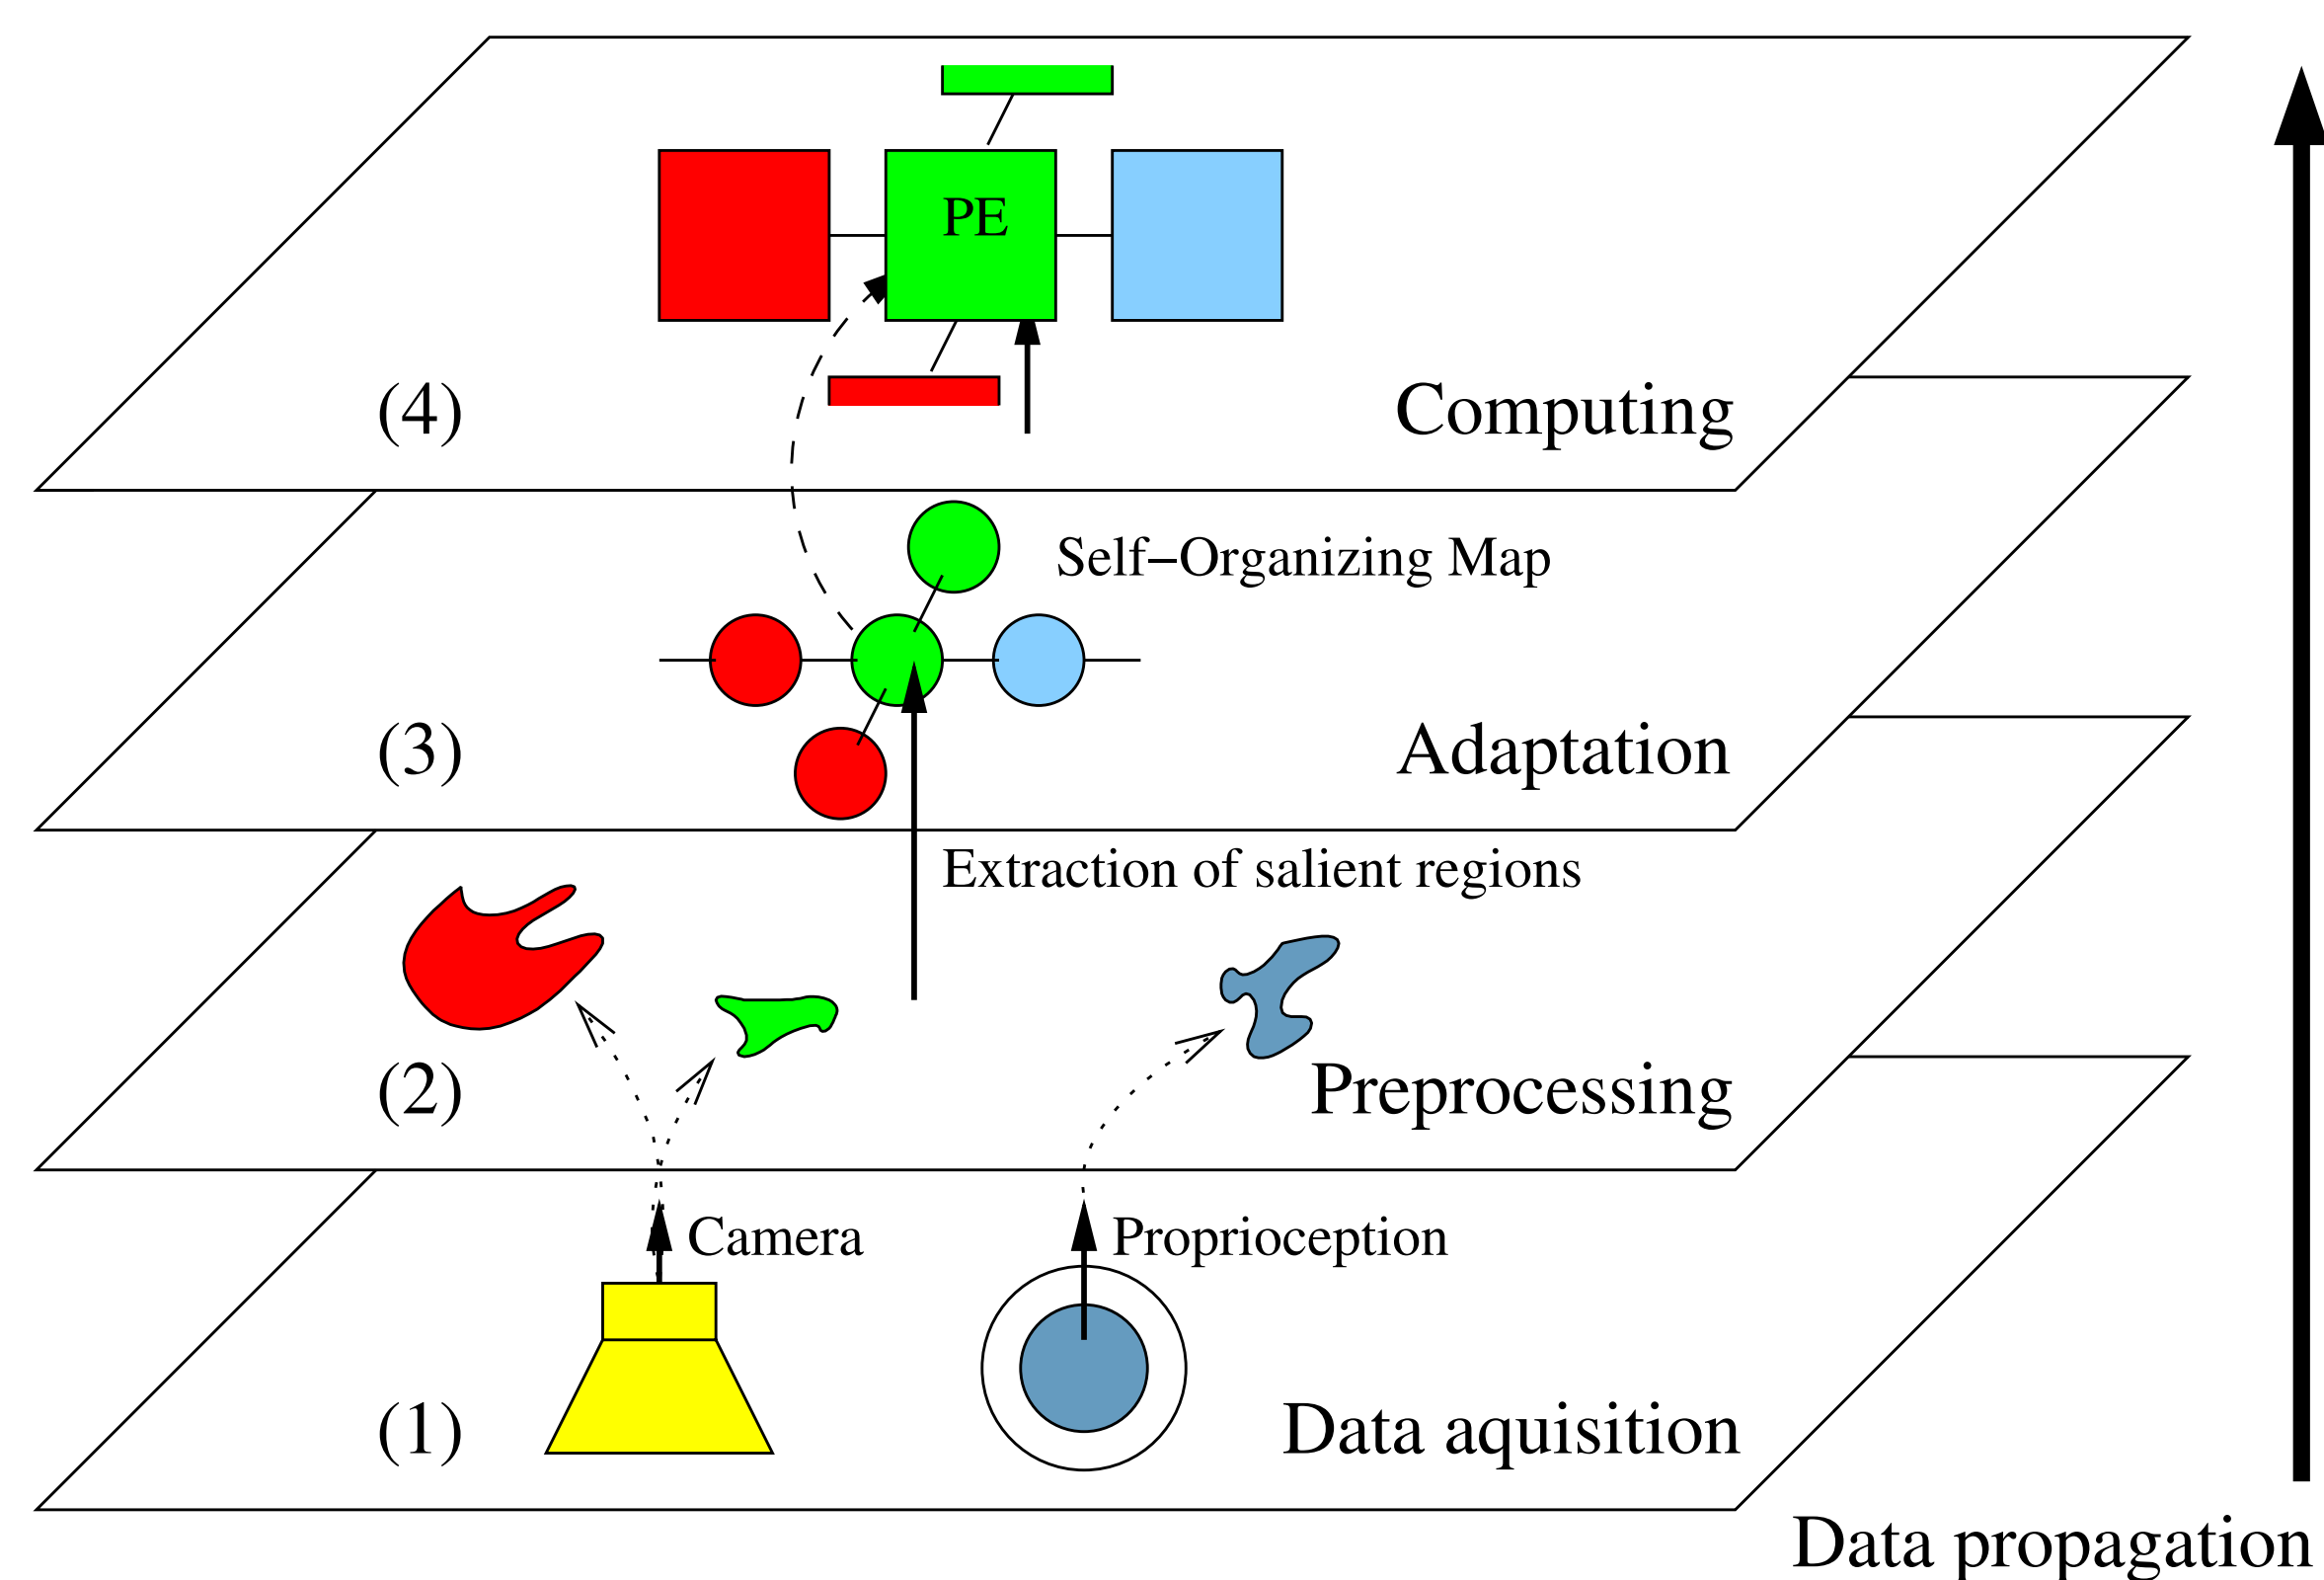 PE
(4)
Computing
Self−Organizing Map
(3)
Adaptation
Extraction of salient regions
(2)
Preprocessing
Camera
Proprioception
(1)
Data aquisition
Data propagation